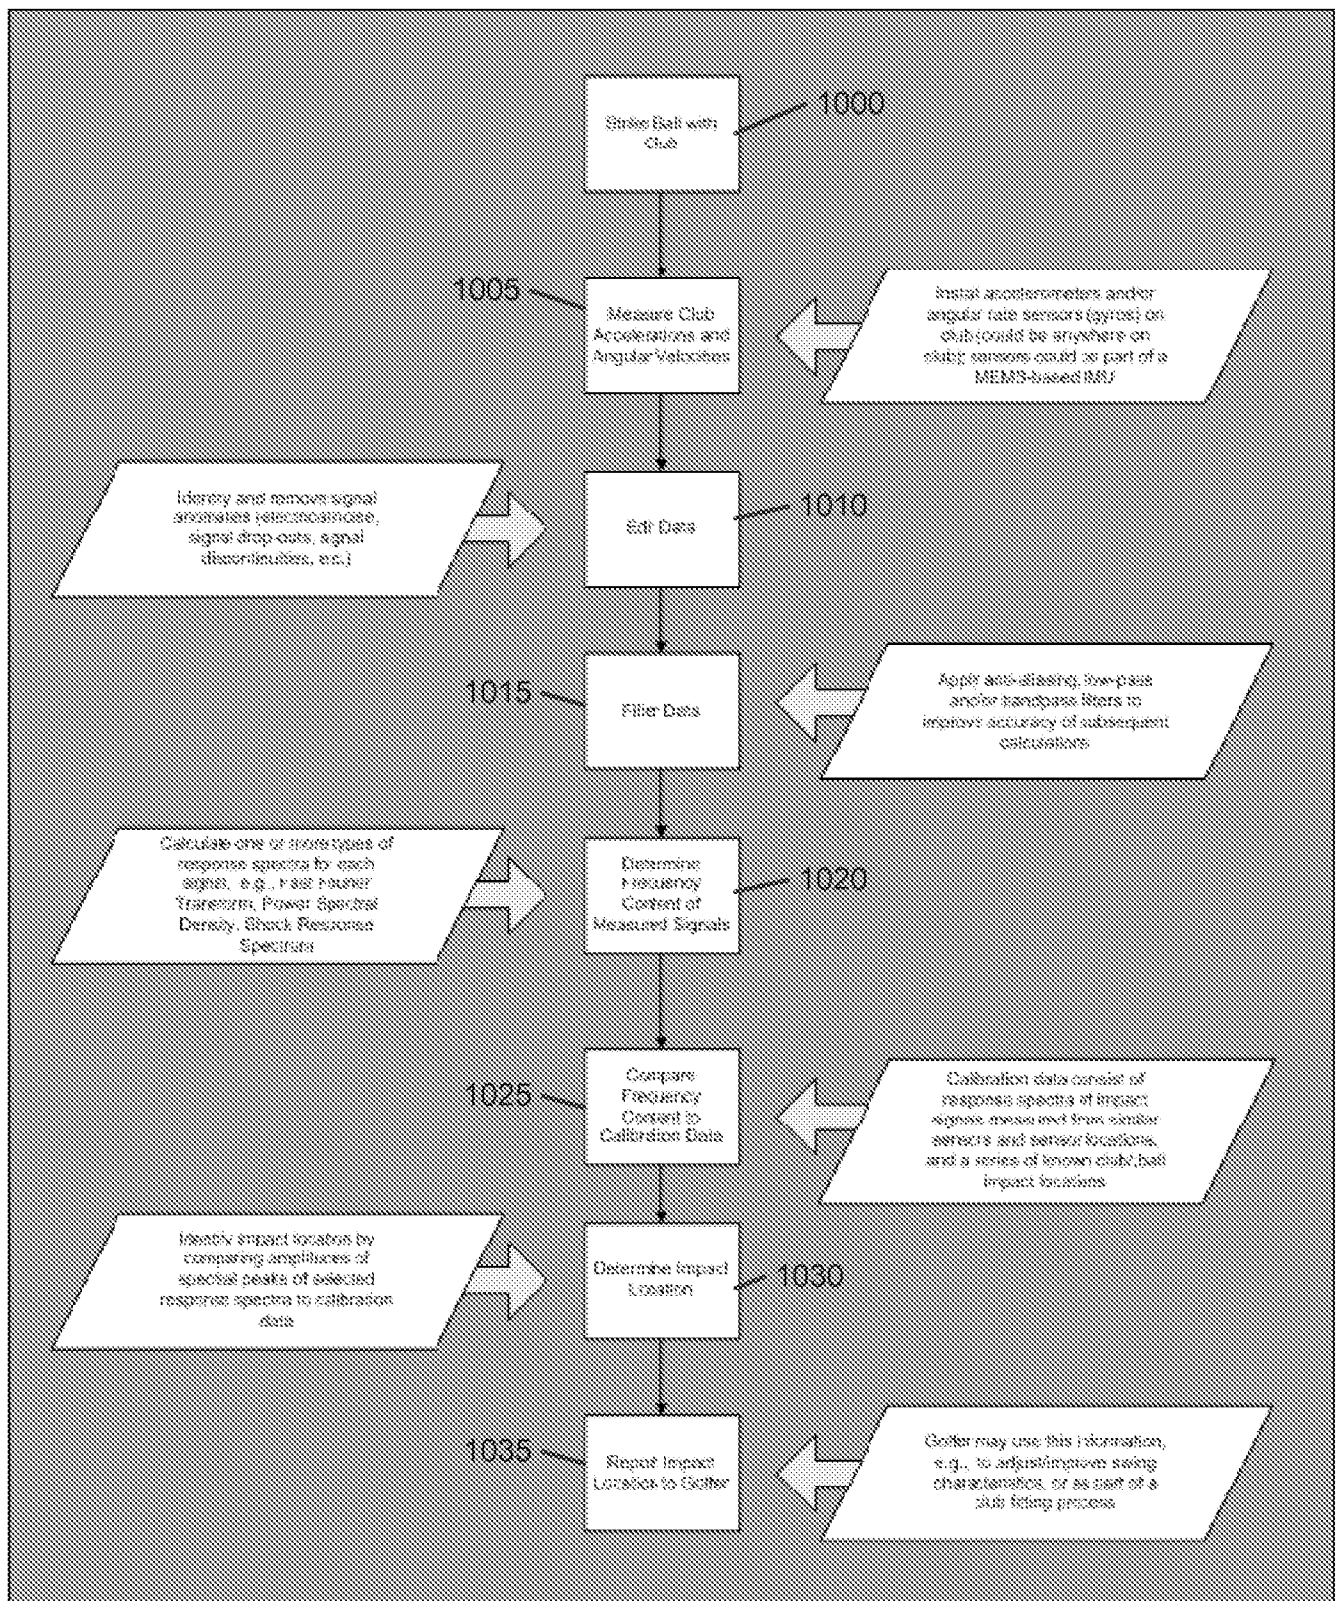 Strike Ball with
Club
1000
1005
Measure Club
Accelerations and
Angular Velocities
Install accelerometers and/or
angular rate sensors (gyros) on
club (could be anywhere on
club); sensors could be part of a
MEMS-based IMU
Identify and remove signal
anomalies (electrical noise,
signal drop-outs, signal
discontinuities, etc.)
Edit Data
1010
1015
Filter Data
Apply anti-aliasing, low-pass
and/or bandpass filters to
improve accuracy of subsequent
calculations
Calculate one or more types of
response spectra for each
signal, e.g., Fast Fourier
Transform, Power Spectral
Density, Shock Response
Spectrum
Determine
Frequency
Content of
Measured Signals
1020
1025
Compare
Frequency
Content to
Calibration Data
Calibration data consist of
response spectra of impact
signals measured from similar
sensors and sensor locations,
and a series of known club/ball
impact locations
Identify impact location by
comparing amplitudes of
spectral peaks of selected
response spectra to calibration
data
Determine Impact
Location
1030
1035
Report Impact
Location to Golfer
Golfer may use this information,
e.g., to adjust/improve swing
characteristics, or as part of a
club fitting process